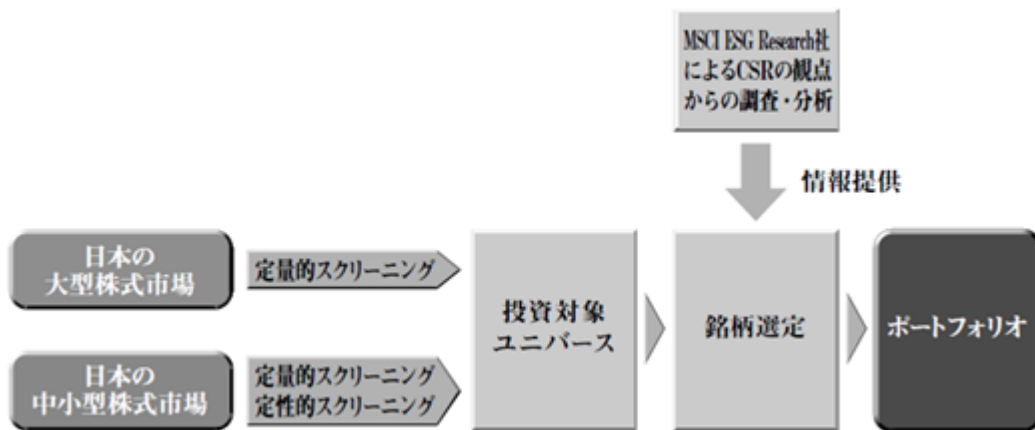 MSCI ESG Research社
によるCSRの観点
からの調査・分析
情報提供
日本の
大型株式市場
定量的スクリーニング
投資対象
ユニバース
銘柄選定
ポートフォリオ
日本の
中小型株式市場
定量的スクリーニング
定性的スクリーニング